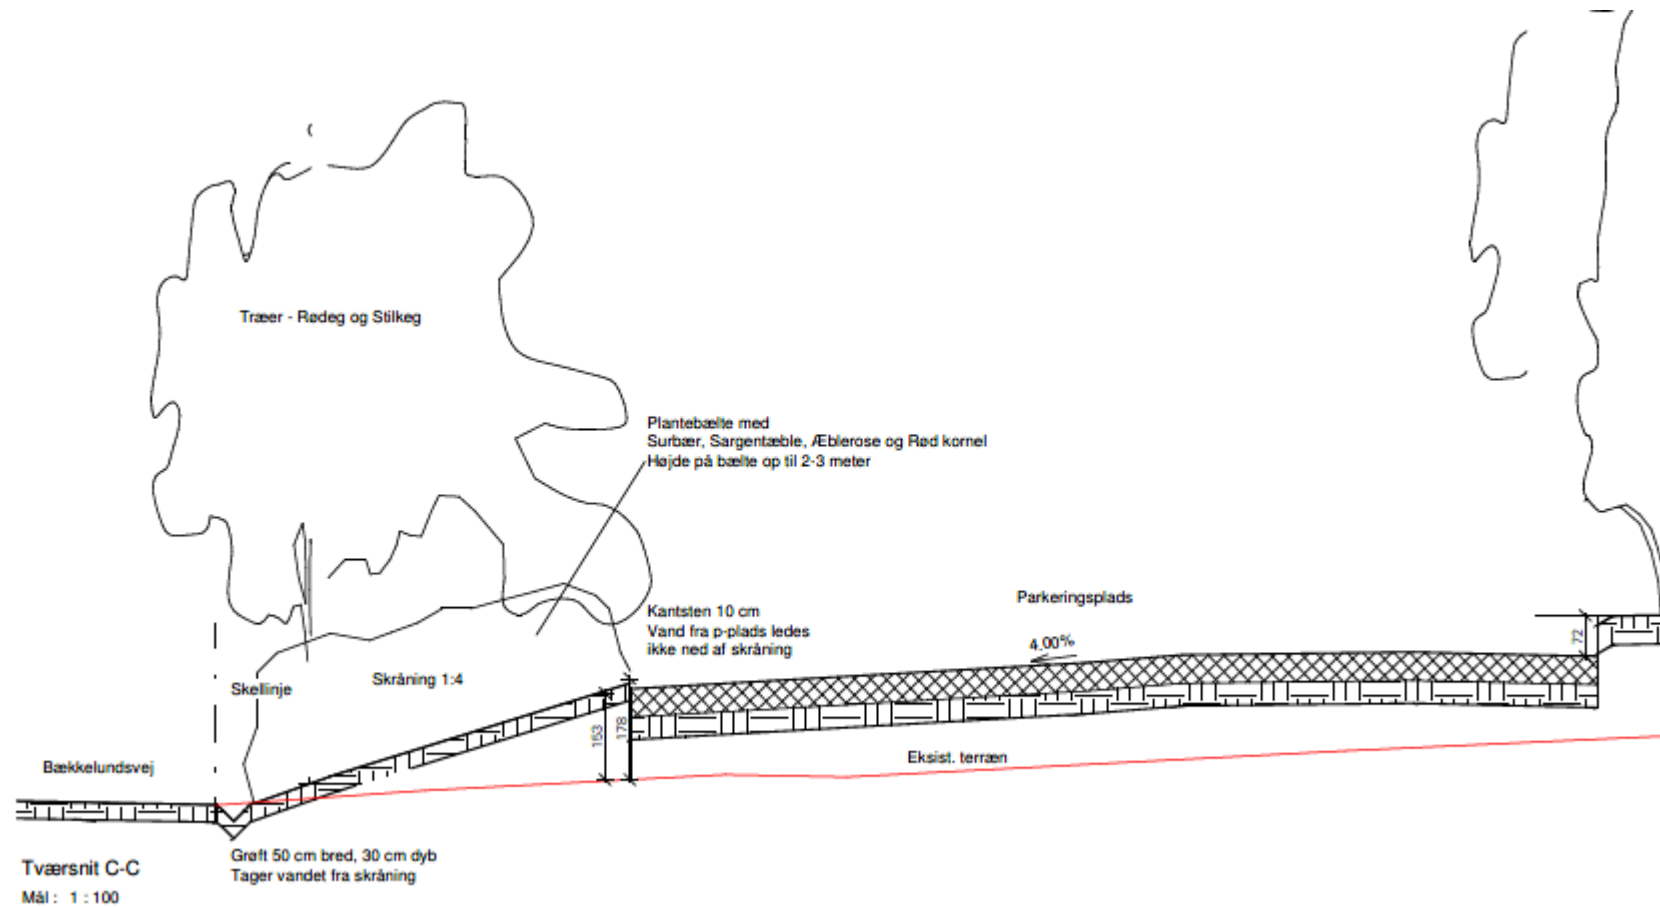 Træer - Rødeg og Stilkeg
Plantebælte med
Surbær, Sargentæble, Æblerose og Rød kornel
Højde på bælte op til 2-3 meter
Kantsten 10 cm
Vand fra p-plads ledes
ikke ned af skråning
Parkeringsplads
4.00%
72
Skellinje
Skråning 1:4
153
178
Bækkelundsvej
Eksist. terræn
Grøft 50 cm bred, 30 cm dyb
Tager vandet fra skråning
Tværsnit C-C
Mål : 1 : 100